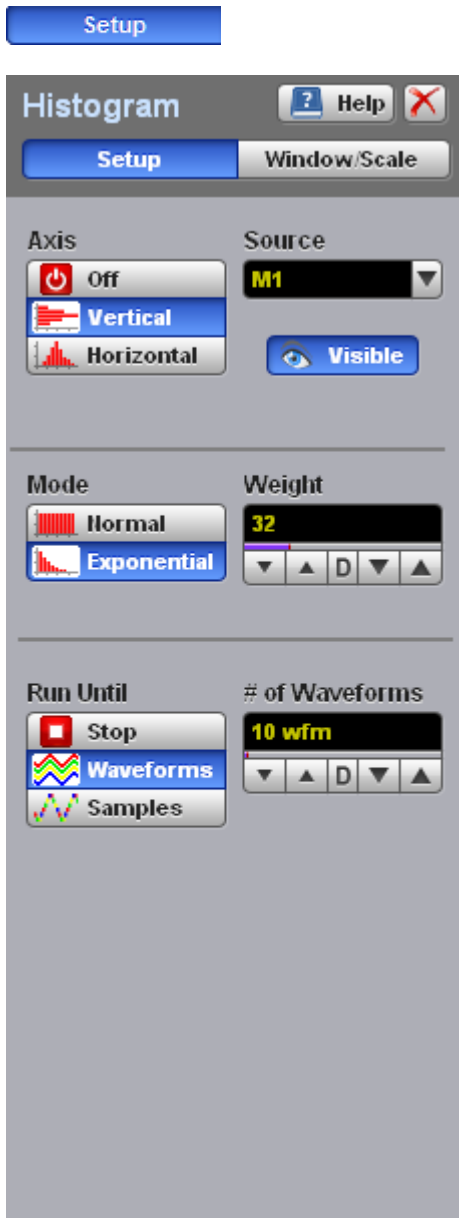 Setup
Histogram ? Help
Setup Window/Scale
Axis Source
Off M1
Vertical
Horizontal Visible
Mode Weight
Normal 32
Exponential D
Run Until # of Waveforms
Stop 10 wfm
Waveforms D
Samples